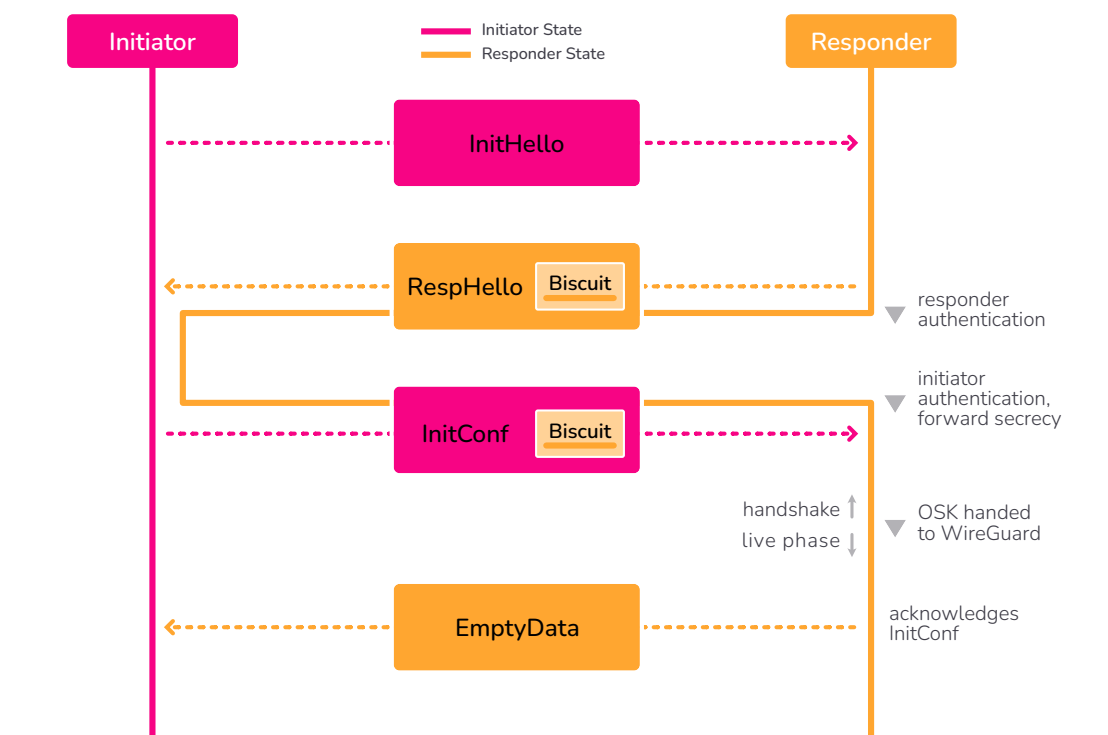 Initiator
Initiator State
Responder State
Responder
InitHello
RespHello
Biscuit
responder
authentication
initiator
authentication,
forward secrecy
InitConf
Biscuit
handshake
live phase
OSK handed
to WireGuard
EmptyData
acknowledges
InitConf